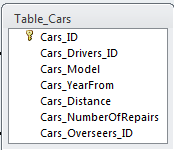 Table_Cars
Cars_ID
Cars_Drivers_ID
Cars_Model
Cars_YearFrom
Cars_Distance
Cars_NumberOfRepairs
Cars_Overseers_ID